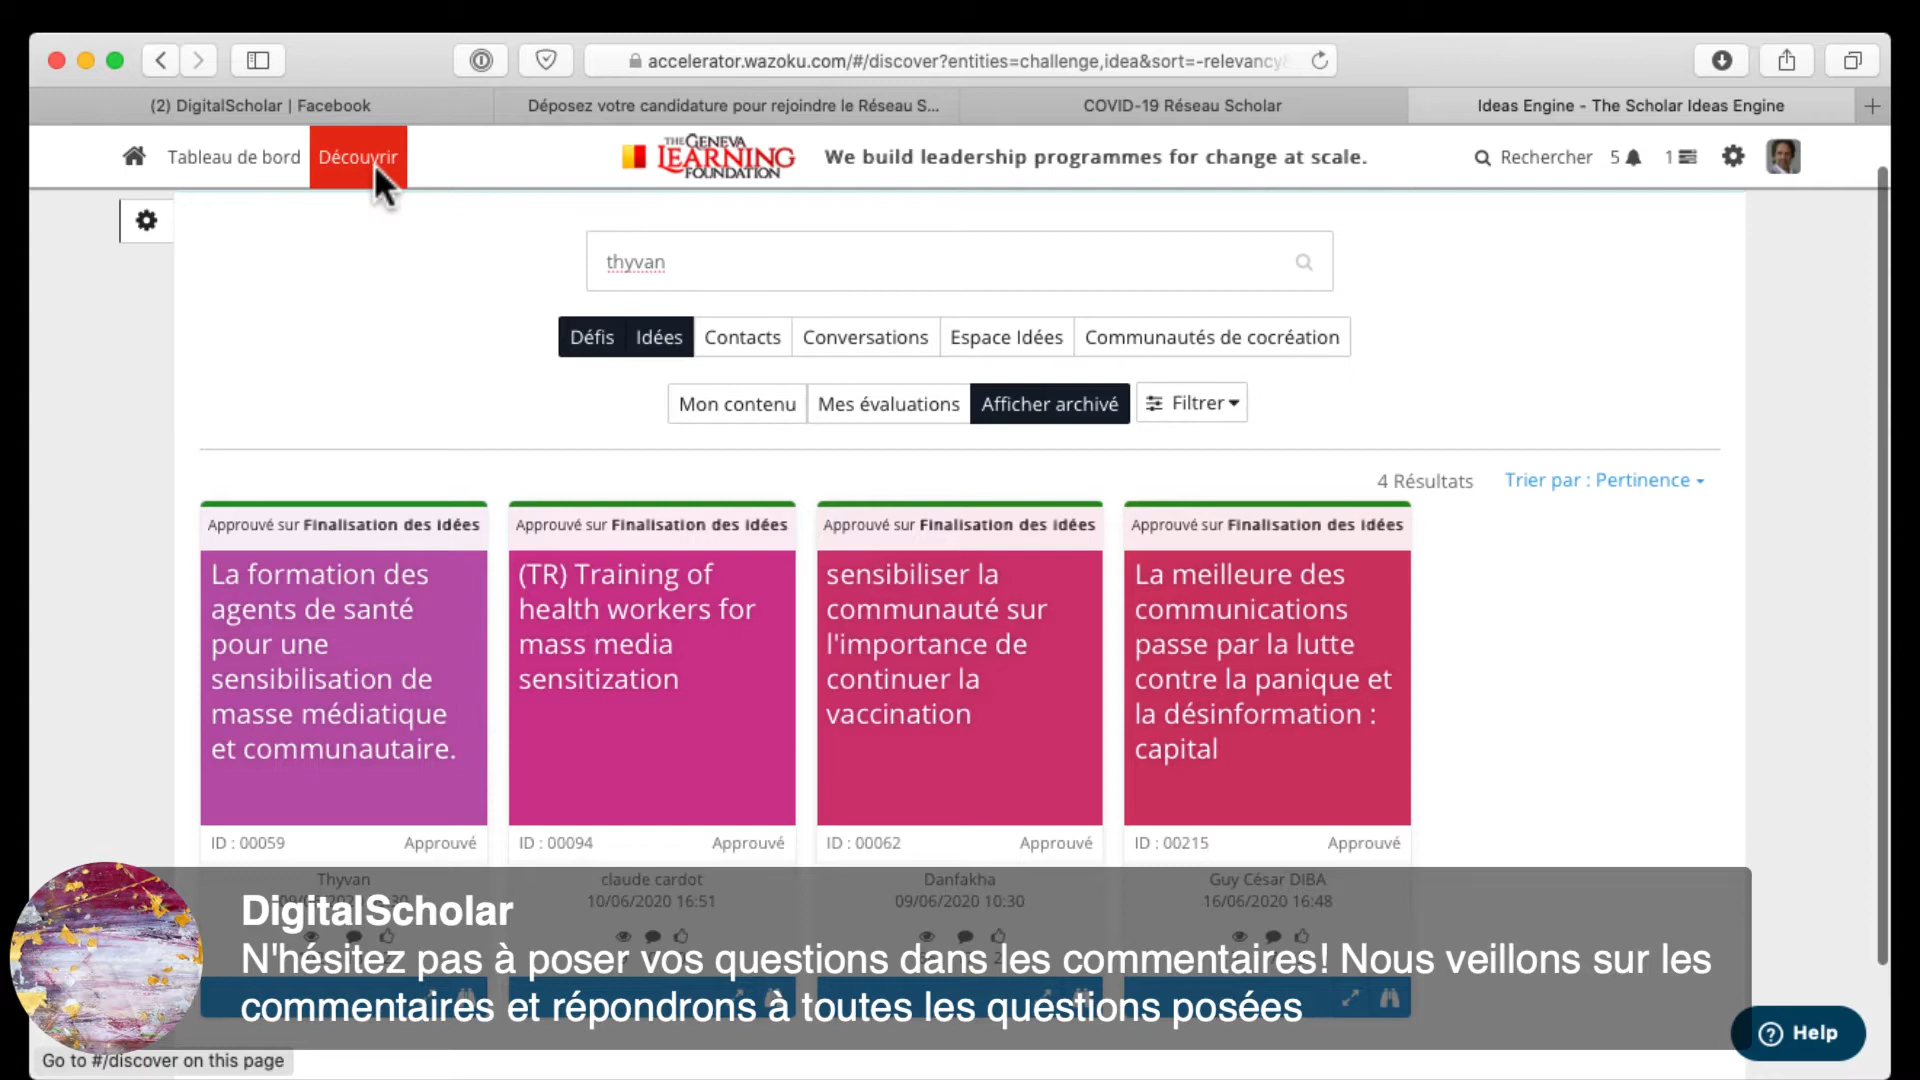 accelerator.wazoku.com/#/discover?entities=challenge,idea&sort=-relevancy
(2) DigitalScholar | Facebook
Déposez votre candidature pour rejoindre le Réseau S...
COVID-19 Réseau Scholar
Ideas Engine - The Scholar Ideas Engine
Tableau de bord
Découvrir
THE GENEVA
LEARNING
FOUNDATION
We build leadership programmes for change at scale.
Rechercher
5
1
thyvan
Défis
Idées
Contacts
Conversations
Espace Idées
Communautés de cocréation
Mon contenu
Mes évaluations
Afficher archivé
Filtrer
4 Résultats
Trier par : Pertinence
Approuvé sur Finalisation des idées
La formation des
agents de santé
pour une
sensibilisation de
masse médiatique
et communautaire.
ID : 00059
Approuvé
Thyvan
Approuvé sur Finalisation des idées
(TR) Training of
health workers for
mass media
sensitization
ID : 00094
Approuvé
claude cardot
10/06/2020 16:51
Approuvé sur Finalisation des idées
sensibiliser la
communauté sur
l'importance de
continuer la
vaccination
ID : 00062
Approuvé
Danfakha
09/06/2020 10:30
Approuvé sur Finalisation des idées
La meilleure des
communications
passe par la lutte
contre la panique et
la désinformation :
capital
ID : 00215
Approuvé
Guy César DIBA
16/06/2020 16:48
DigitalScholar
N'hésitez pas à poser vos questions dans les commentaires! Nous veillons sur les
commentaires et répondrons à toutes les questions posées
Help
Go to #/discover on this page